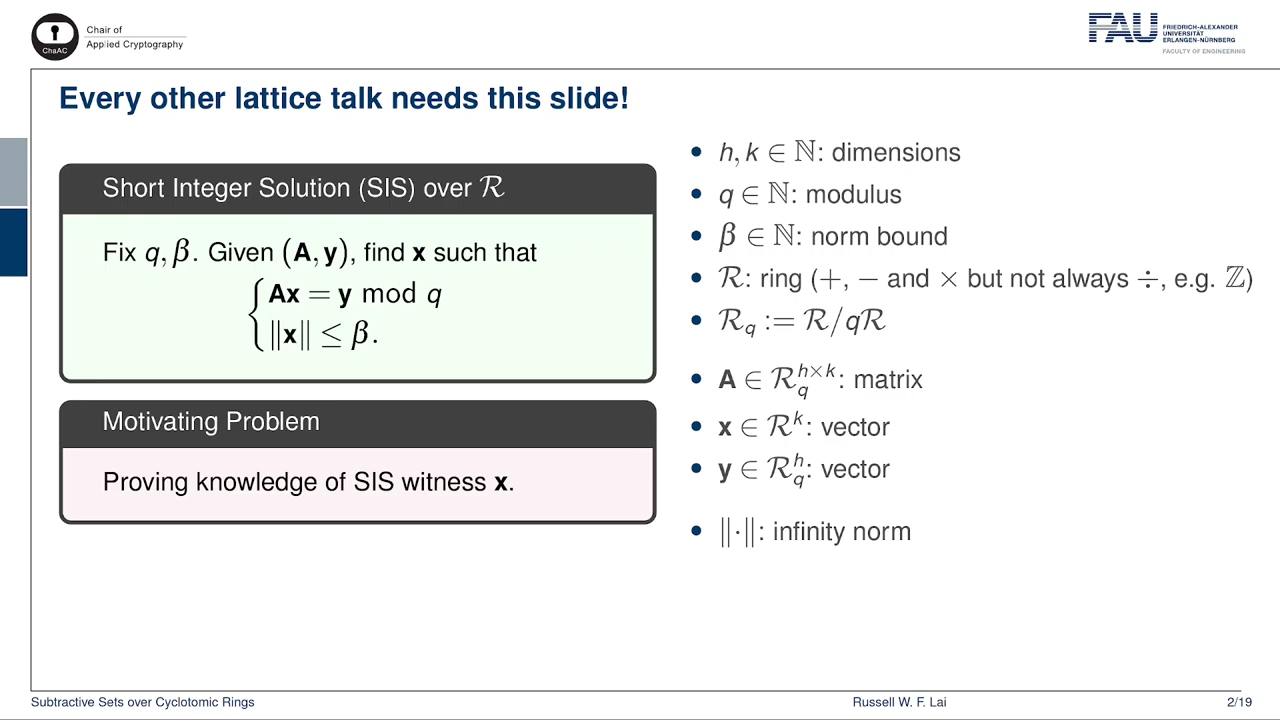 ChaAC
Chair of
Applied Cryptography
FAU
FRIEDRICH-ALEXANDER
UNIVERSITÄT
ERLANGEN-NÜRNBERG
FACULTY OF ENGINEERING
Every other lattice talk needs this slide!
Short Integer Solution (SIS) over ℛ
Fix q, β. Given (A, y), find x such that
{ Ax = y mod q
‖x‖ ≤ β.
Motivating Problem
Proving knowledge of SIS witness x.
• h, k ∈ ℕ: dimensions
• q ∈ ℕ: modulus
• β ∈ ℕ: norm bound
• ℛ: ring (+, − and × but not always ÷, e.g. ℤ)
• ℛ_q := ℛ/qℛ
• A ∈ ℛ_q^{h×k}: matrix
• x ∈ ℛ^k: vector
• y ∈ ℛ_q^h: vector
• ‖·‖: infinity norm
Subtractive Sets over Cyclotomic Rings
Russell W. F. Lai
2/19